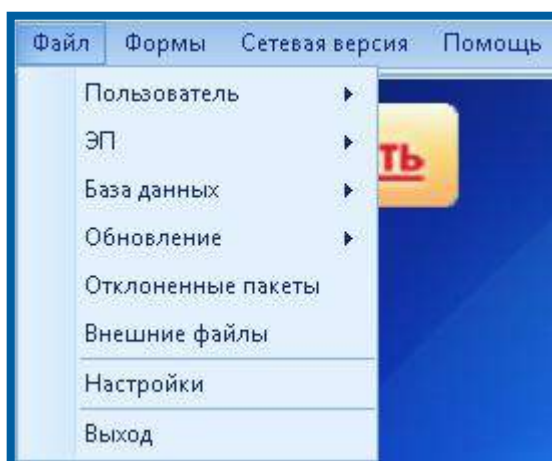 Файл Формы Сетевая версия Помощь
Пользователь
ЭП
База данных
Обновление
Отклоненные пакеты
Внешние файлы
Настройки
Выход
ть